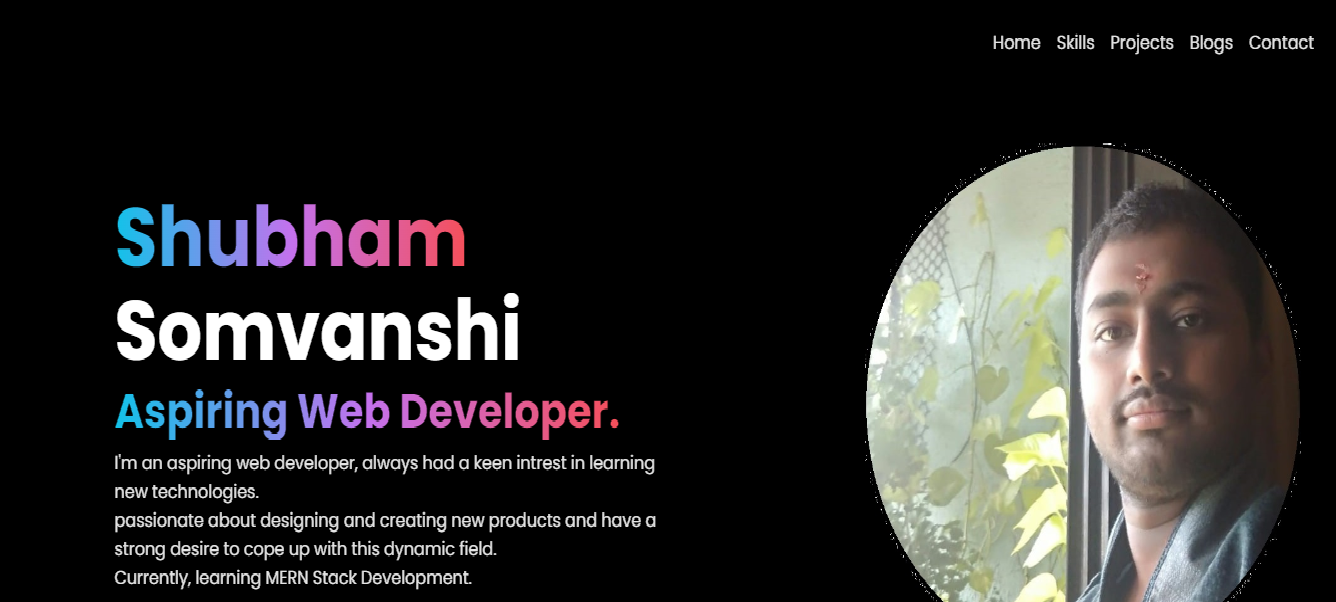 Home Skills Projects Blogs Contact
Shubham
Somvanshi
Aspiring Web Developer.
I'm an aspiring web developer, always had a keen intrest in learning
new technologies.
passionate about designing and creating new products and have a
strong desire to cope up with this dynamic field.
Currently, learning MERN Stack Development.